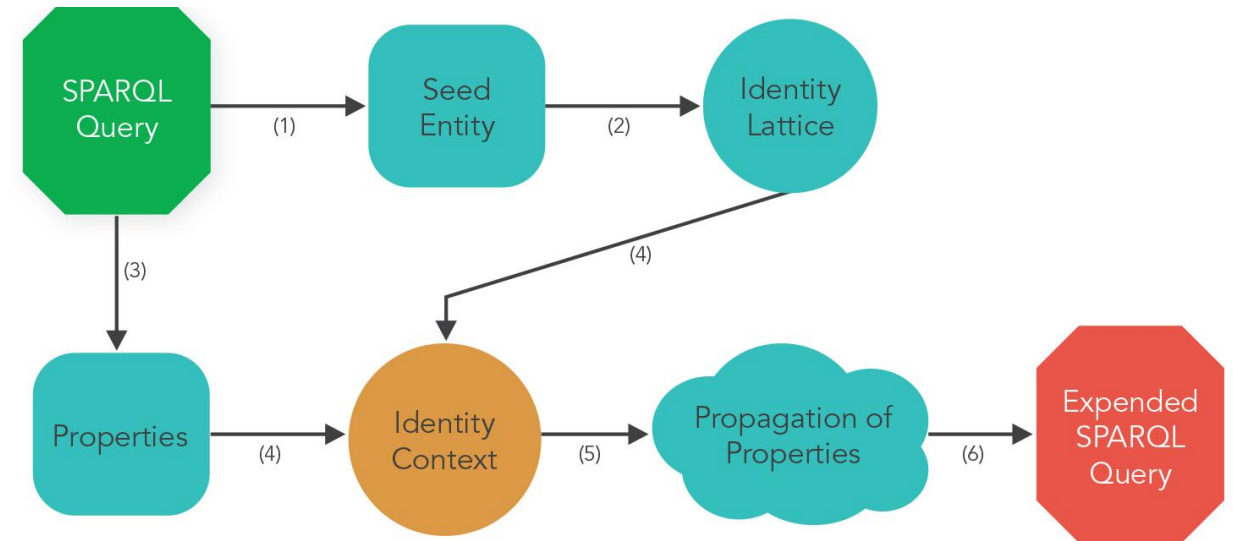 SPARQL
Query
(1)
Seed
Entity
(2)
Identity
Lattice
(3)
(4)
Properties
(4)
Identity
Context
(5)
Propagation of
Properties
(6)
Expended
SPARQL
Query